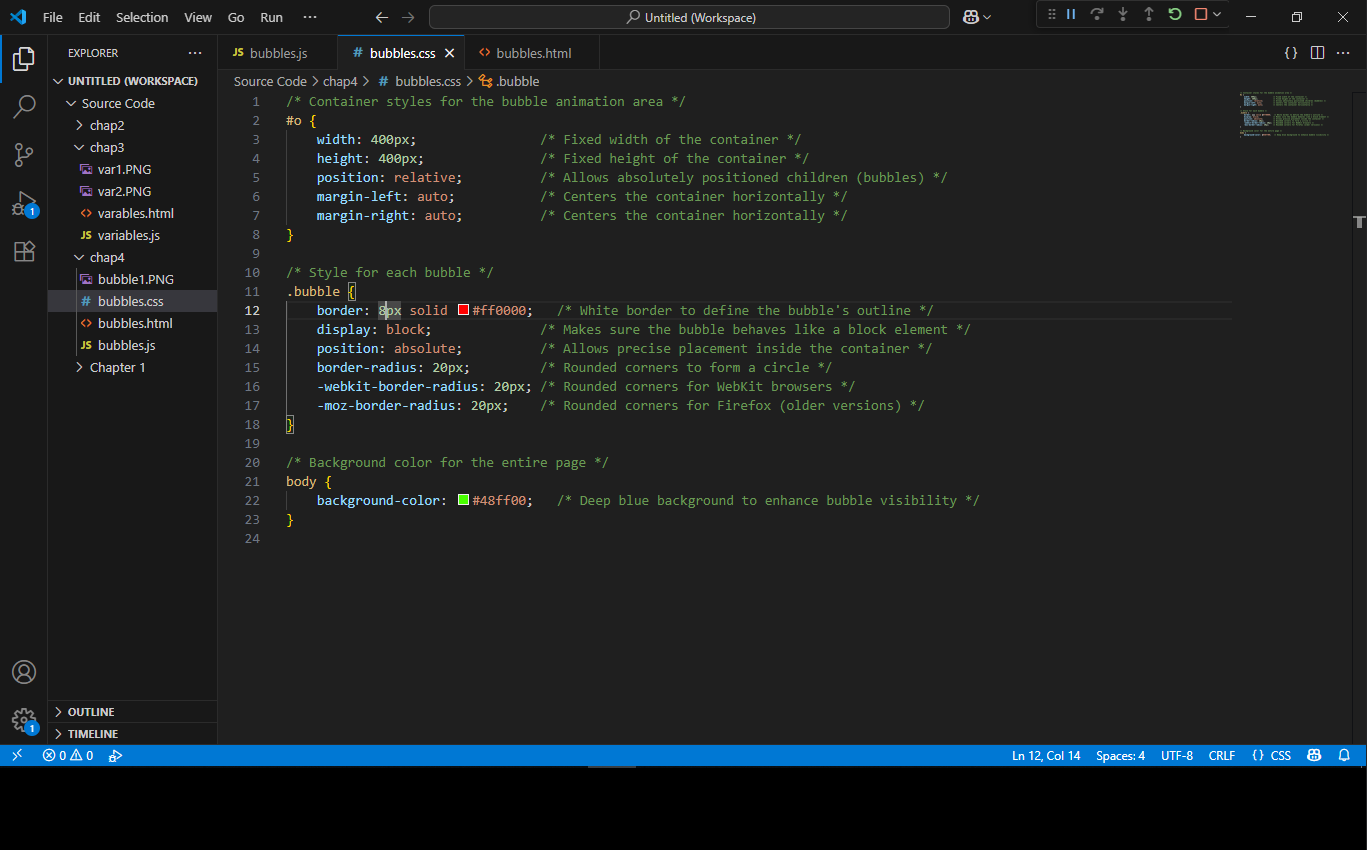 File Edit Selection View Go Run ··· Untitled (Workspace)
EXPLORER ···
UNTITLED (WORKSPACE)
Source Code
chap2
chap3
var1.PNG
var2.PNG
<> varables.html
JS variables.js
chap4
bubble1.PNG
# bubbles.css
<> bubbles.html
JS bubbles.js
Chapter 1
OUTLINE
TIMELINE
1
1
JS bubbles.js # bubbles.css <> bubbles.html
Source Code > chap4 > # bubbles.css > .bubble
1 /* Container styles for the bubble animation area */
2 #o {
3 width: 400px; /* Fixed width of the container */
4 height: 400px; /* Fixed height of the container */
5 position: relative; /* Allows absolutely positioned children (bubbles) */
6 margin-left: auto; /* Centers the container horizontally */
7 margin-right: auto; /* Centers the container horizontally */
8 }
9
10 /* Style for each bubble */
11 .bubble {
12 border: 8px solid #ff0000; /* White border to define the bubble's outline */
13 display: block; /* Makes sure the bubble behaves like a block element */
14 position: absolute; /* Allows precise placement inside the container */
15 border-radius: 20px; /* Rounded corners to form a circle */
16 -webkit-border-radius: 20px; /* Rounded corners for WebKit browsers */
17 -moz-border-radius: 20px; /* Rounded corners for Firefox (older versions) */
18 }
19
20 /* Background color for the entire page */
21 body {
22 background-color: #48ff00; /* Deep blue background to enhance bubble visibility */
23 }
24
0 0 Ln 12, Col 14 Spaces: 4 UTF-8 CRLF {} CSS